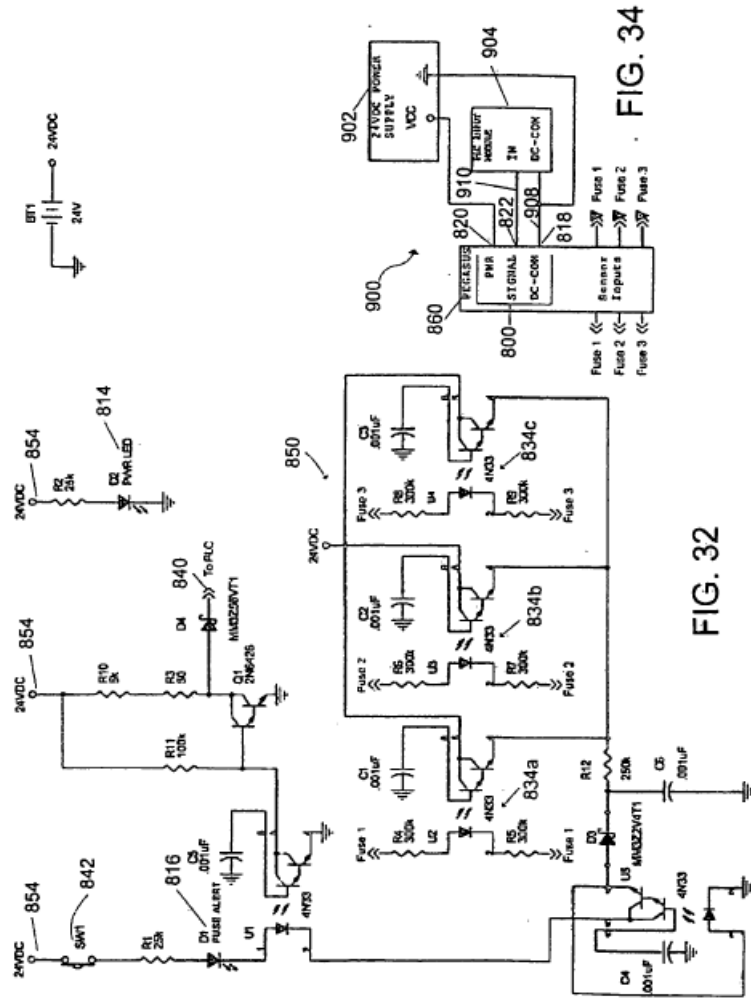 24VDC
854
842
SW1
R1
25k
816
D1
FUSE ALERT
U1
4N33
C5
.001uF
24VDC
854
R11
100k
R10
R3
50
Q1
2N6426
D4
840
To PLC
24VDC
854
R2
25k
814
D2
PWR LED
BT1
24V
24VDC
850
24VDC
Fuse 1
R4
300k
U2
R5
300k
Fuse 1
C1
.001uF
4N33
834a
Fuse 2
R6
300k
U3
R7
300k
Fuse 2
C2
.001uF
4N33
834b
Fuse 3
R8
300k
U4
R9
300k
Fuse 3
C3
.001uF
4N33
834c
R12
250k
C6
.001uF
D3
MM3Z2V4T1
4N33
C4
.001uF
FIG. 32
900
902
24VDC POWER
SUPPLY
VCC
904
INPUT
MODULE
IN
DC-COM
910
820
822
908
818
860
PEGASUS
PWR
SIGNAL
DC-COM
800
Sensor
Inputs
Fuse 1
Fuse 2
Fuse 3
Fuse 1
Fuse 2
Fuse 3
FIG. 34